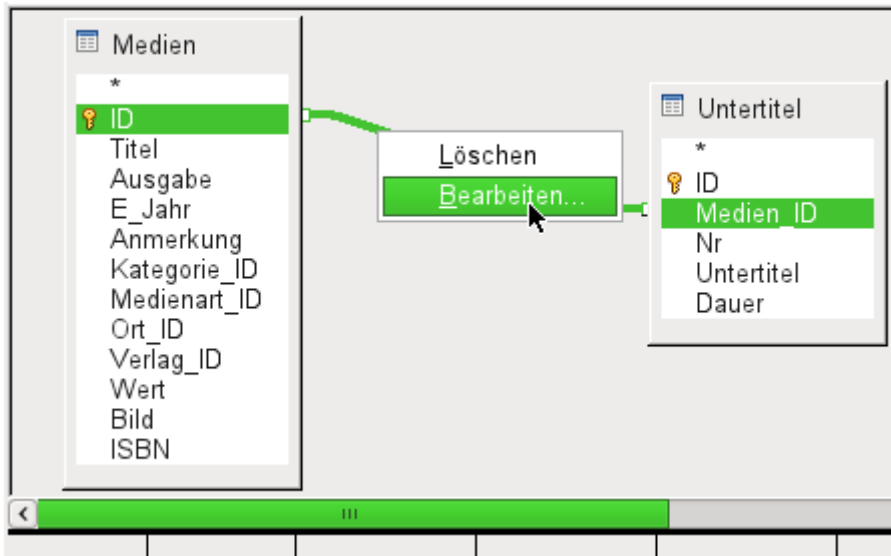 Medien
*
ID
Titel
Ausgabe
E_Jahr
Anmerkung
Kategorie_ID
Medienart_ID
Ort_ID
Verlag_ID
Wert
Bild
ISBN
Löschen
Bearbeiten...
Untertitel
*
ID
Medien_ID
Nr
Untertitel
Dauer